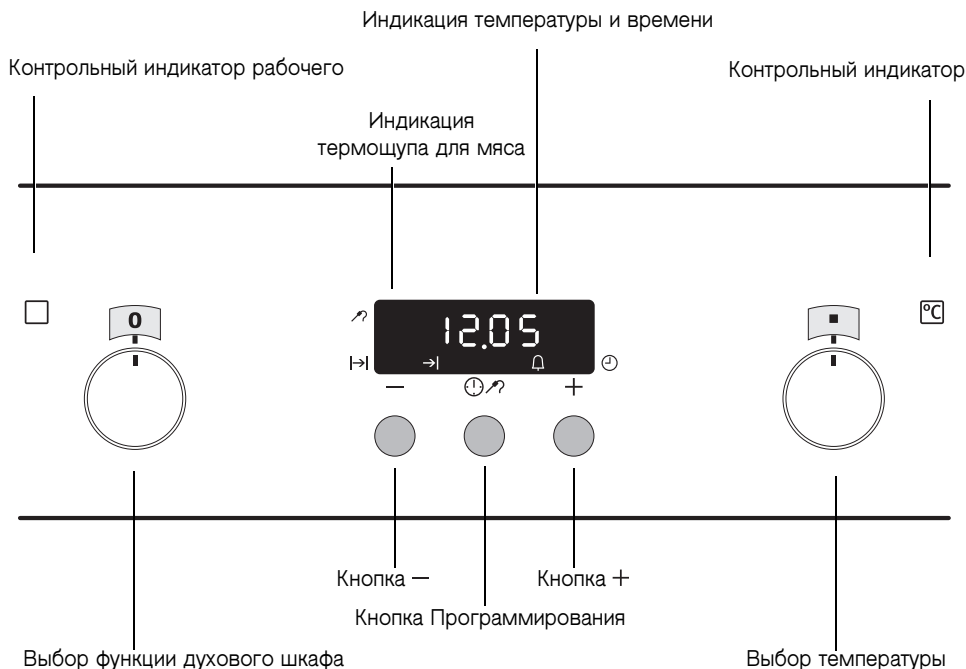 Индикация температуры и времени
Контрольный индикатор рабочего
Контрольный индикатор
Индикация
термощупа для мяса
0
12.05
ºC
Кнопка —
Кнопка +
Кнопка Программирования
Выбор функции духового шкафа
Выбор температуры